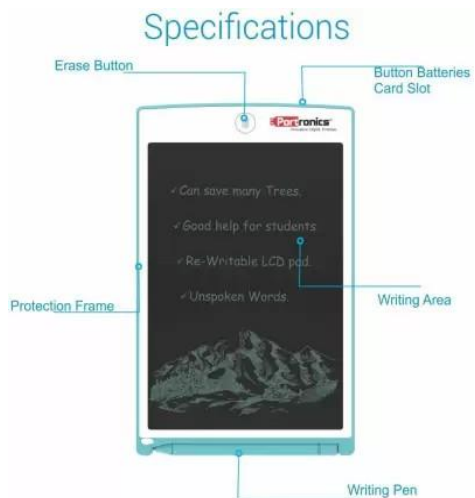 Specifications
Erase Button
Button Batteries
Card Slot
Portronics
✓Can save many Trees.
✓Good help for students
✓Re-Writable LCD pad.
✓Unspoken Words.
Protection Frame
Writing Area
Writing Pen